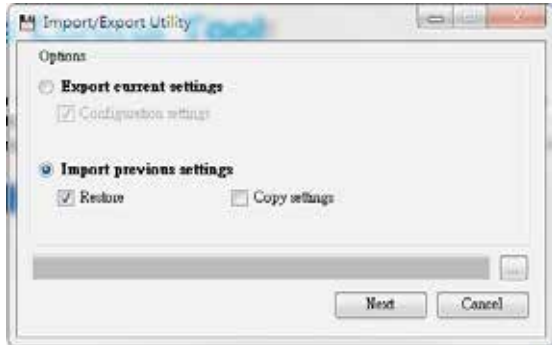 Import/Export Utility
Options
Export current settings
Configuration settings
Import previous settings
Restore
Copy settings
...
Next
Cancel